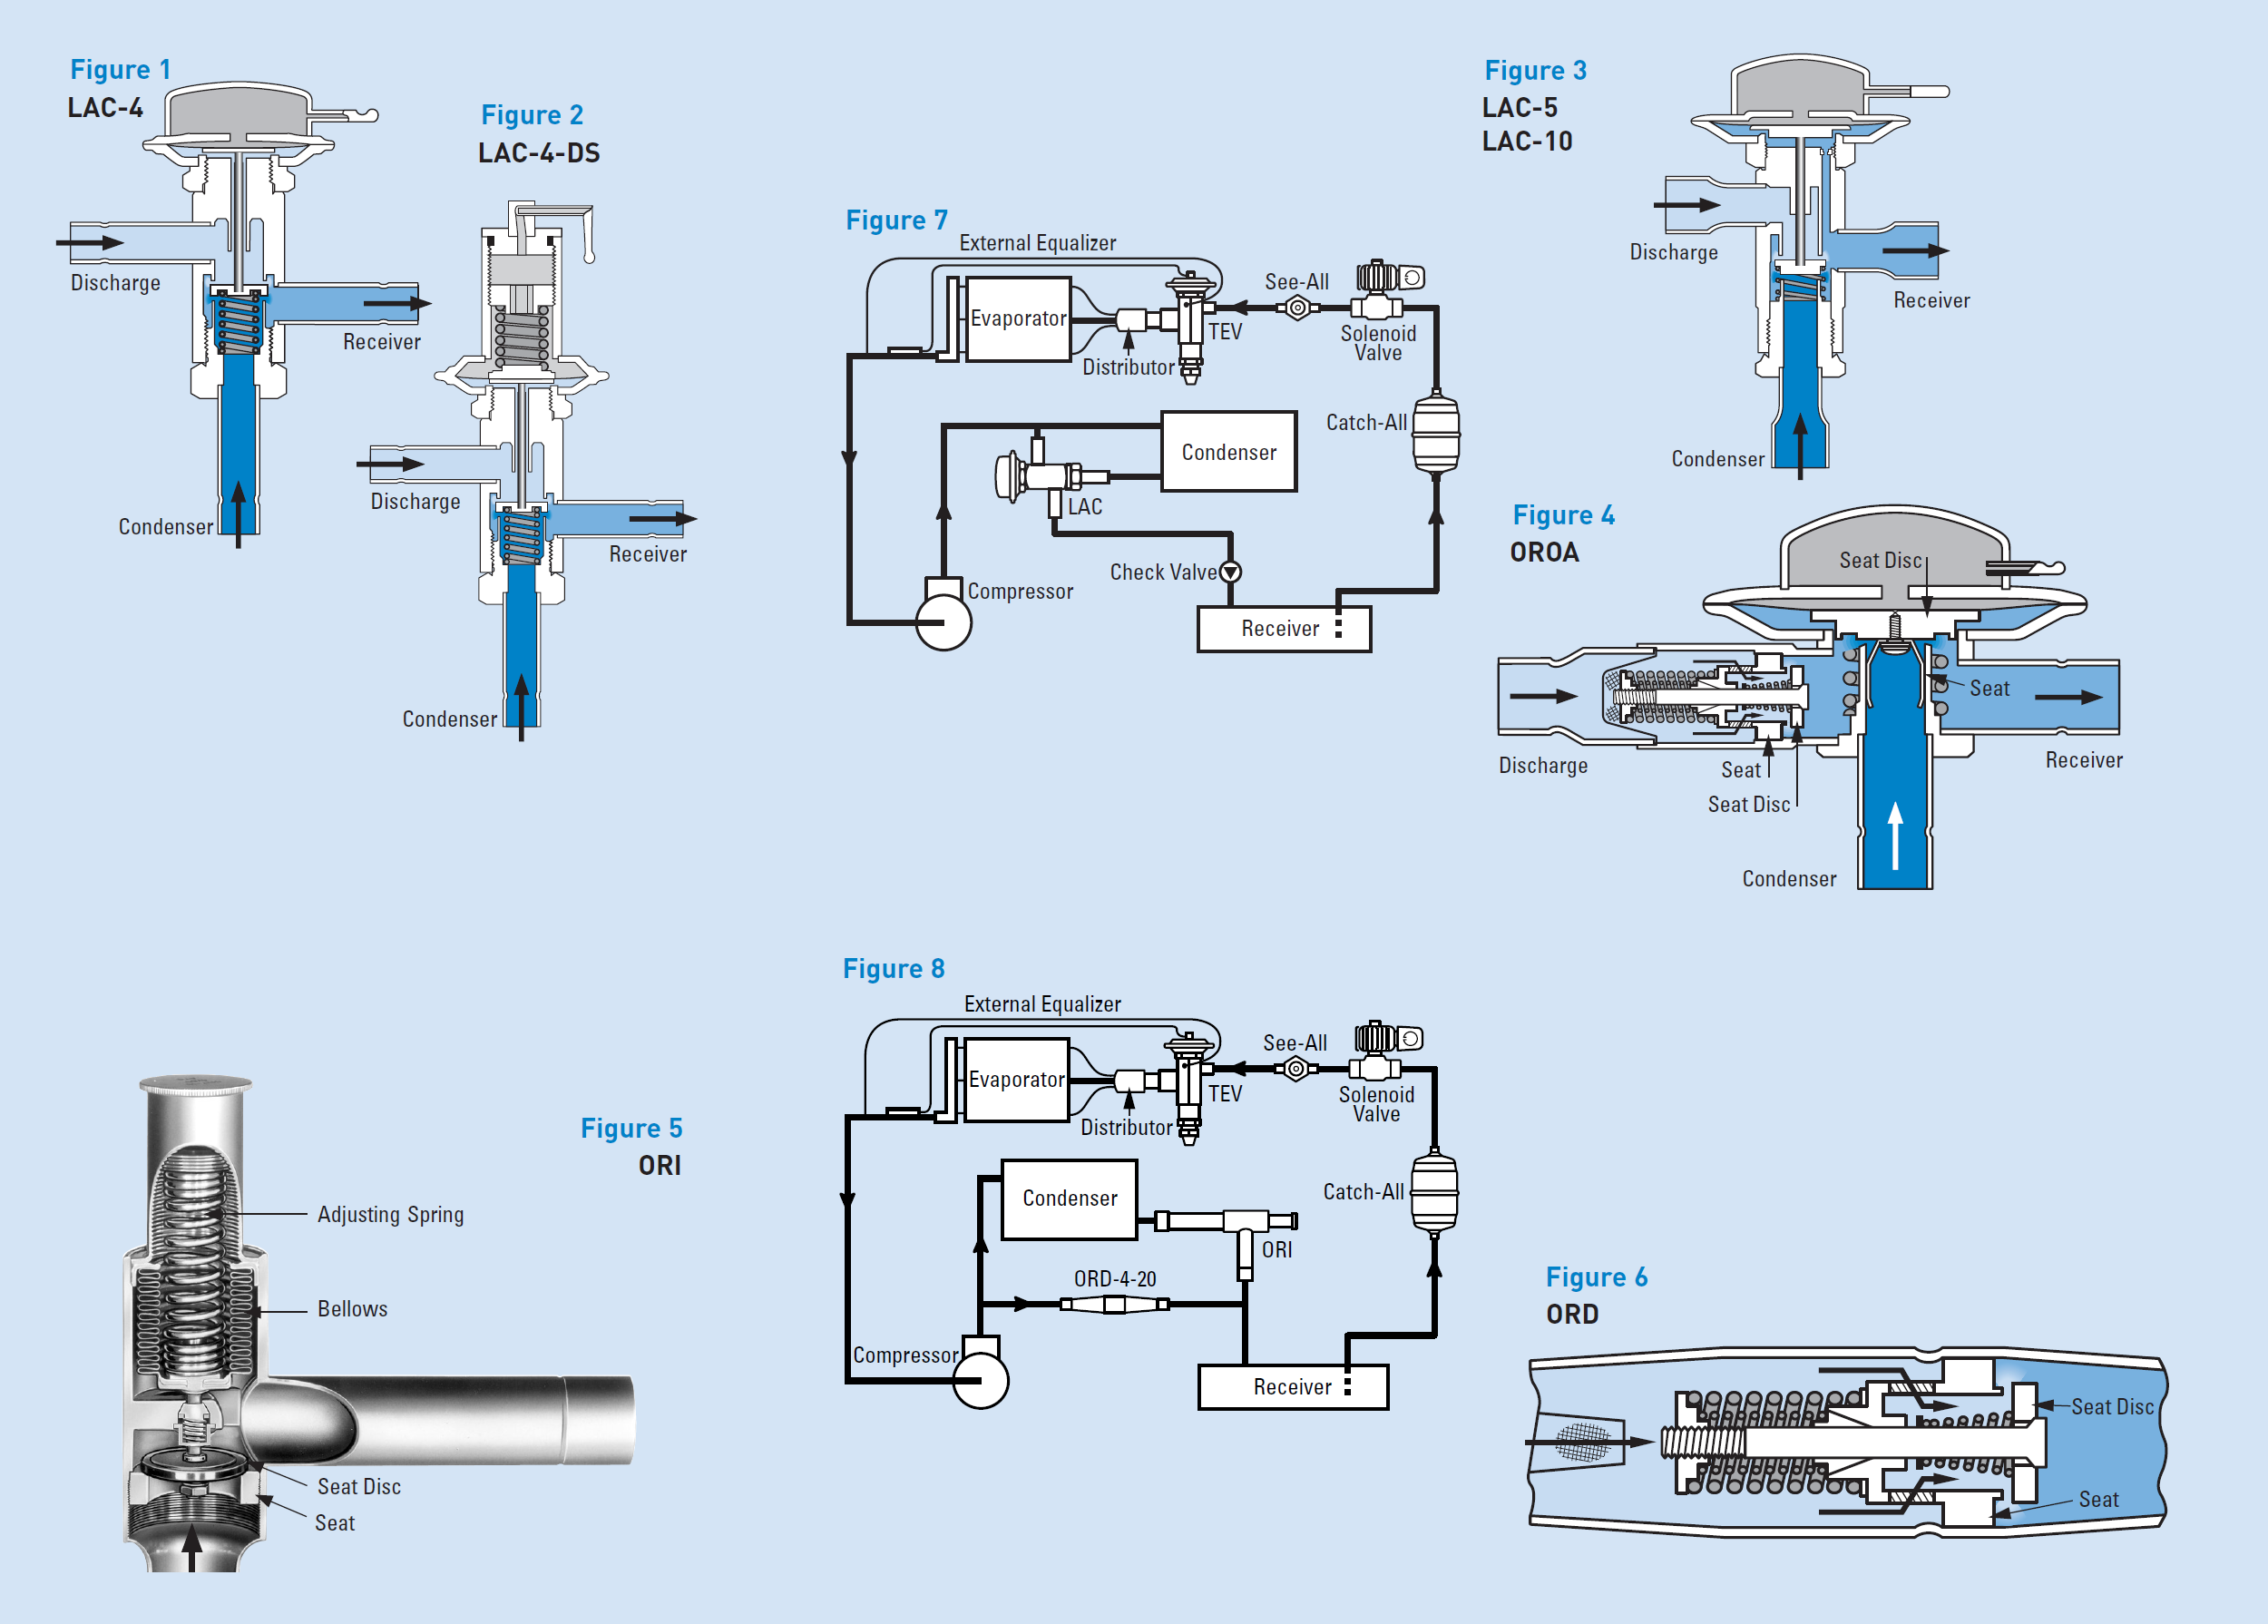 Figure 1
LAC-4
Discharge
Receiver
Condenser
Figure 2
LAC-4-DS
Discharge
Receiver
Condenser
Figure 7
External Equalizer
Evaporator
Distributor
TEV
See-All
Solenoid
Valve
Catch-All
Condenser
LAC
Check Valve
Compressor
Receiver
Figure 3
LAC-5
LAC-10
Discharge
Receiver
Condenser
Figure 4
OROA
Seat Disc
Seat
Discharge
Seat
Seat Disc
Receiver
Condenser
Figure 5
ORI
Adjusting Spring
Bellows
Seat Disc
Seat
Figure 8
External Equalizer
Evaporator
Distributor
TEV
See-All
Solenoid
Valve
Catch-All
Condenser
ORI
ORD-4-20
Compressor
Receiver
Figure 6
ORD
Seat Disc
Seat